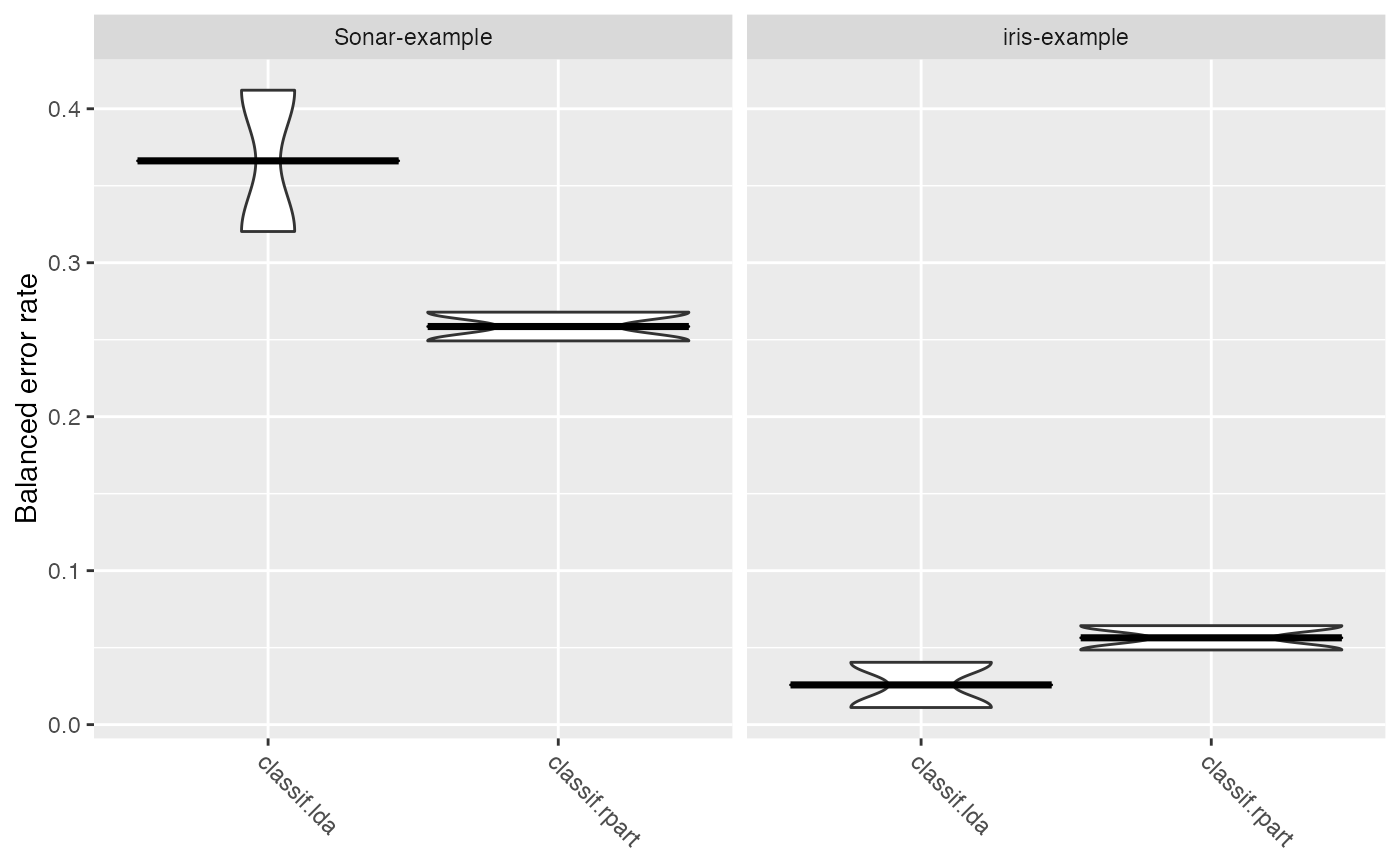 Sonar-example
iris-example
Balanced error rate
0.4
0.3
0.2
0.1
0.0
classif.lda
classif.rpart
classif.lda
classif.rpart